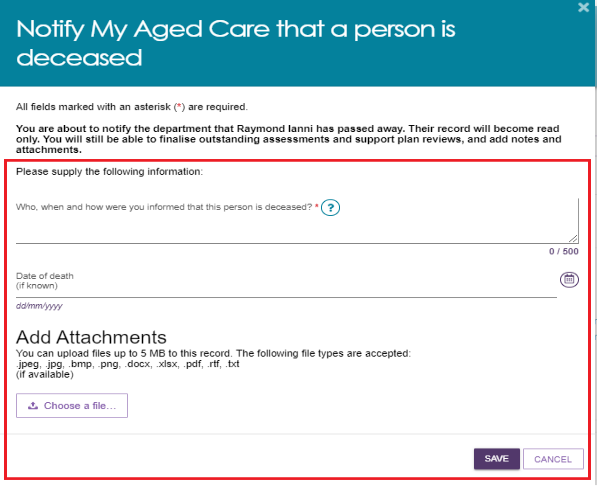 Notify My Aged Care that a person is
deceased
All fields marked with an asterisk (*) are required.
You are about to notify the department that Raymond Ianni has passed away. Their record will become read
only. You will still be able to finalise outstanding assessments and support plan reviews, and add notes and
attachments.
Please supply the following information:
Who, when and how were you informed that this person is deceased? * ?
0 / 500
Date of death
(if known)
dd/mm/yyyy
Add Attachments
You can upload files up to 5 MB to this record. The following file types are accepted:
.jpeg, .jpg, .bmp, .png, .docx, .xlsx, .pdf, .rtf, .txt
(if available)
Choose a file...
SAVE CANCEL